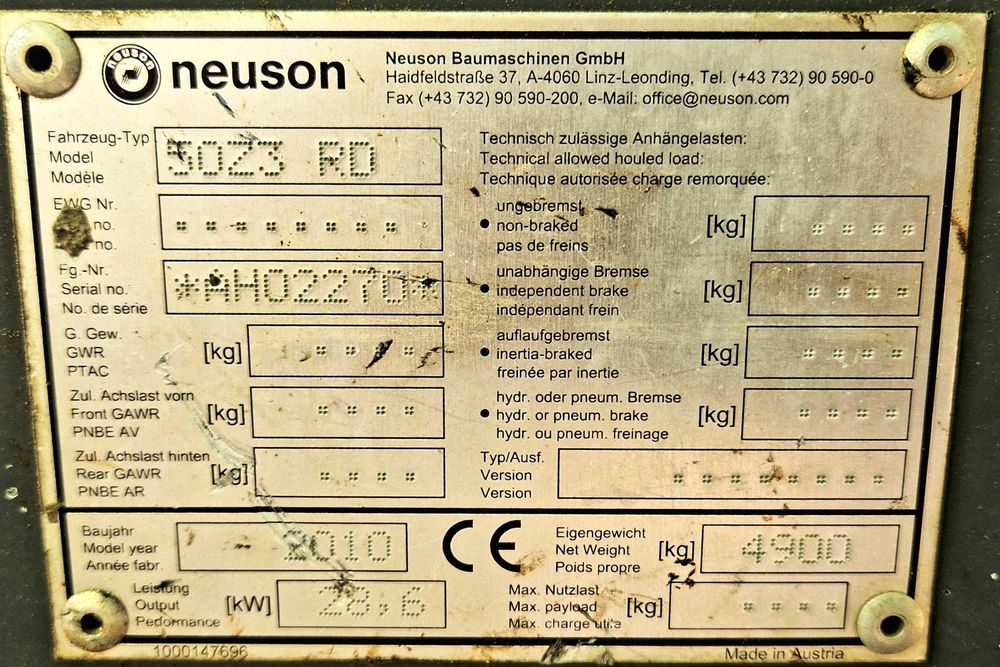 NEUSON
neuson
Neuson Baumaschinen GmbH
Haidfeldstraße 37, A-4060 Linz-Leonding, Tel. (+43 732) 90 590-0
Fax (+43 732) 90 590-200, e-Mail: office@neuson.com
Fahrzeug-Typ
Model
Modèle
50Z3 RD
Technisch zulässige Anhängelasten:
Technical allowed houled load:
Technique autorisée charge remorquée:
EWG Nr.
no.
no.
ungebremst
• non-braked [kg]
pas de freins
Fg.-Nr.
Serial no.
No. de série
*AH02270*
unabhängige Bremse
• independent brake [kg]
indépendant frein
G. Gew.
GWR [kg]
PTAC
auflaufgebremst
• inertia-braked [kg]
freinée par inertie
Zul. Achslast vorn
Front GAWR [kg]
PNBE AV
hydr. oder pneum. Bremse
• hydr. or pneum. brake [kg]
hydr. ou pneum. freinage
Zul. Achslast hinten
Rear GAWR [kg]
PNBE AR
Typ/Ausf.
Version
Version
Baujahr
Model year
Année fabr.
- 2010
CE
Eigengewicht
Net Weight [kg] 4900
Poids propre
Leistung
Output [kW] 28,6
Performance
Max. Nutzlast
Max. payload [kg]
Max. charge utile
1000147696
Made in Austria